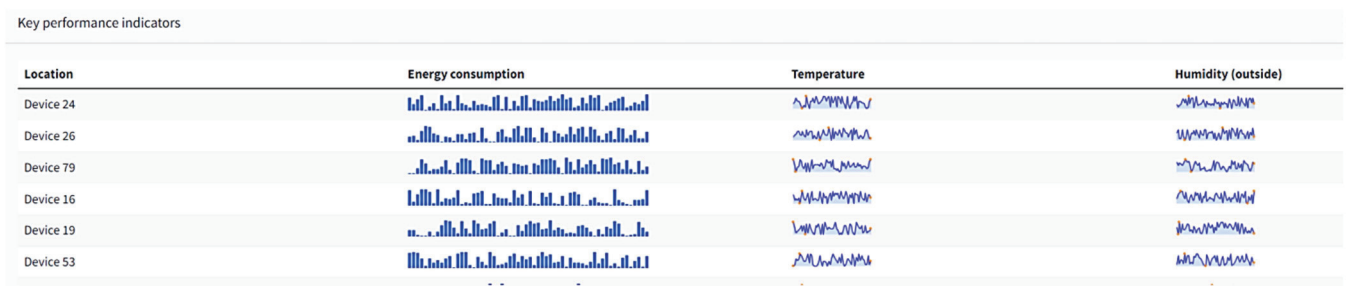 Key performance indicators
Location Energy consumption Temperature Humidity (outside)
Device 24
Device 26
Device 79
Device 16
Device 19
Device 53